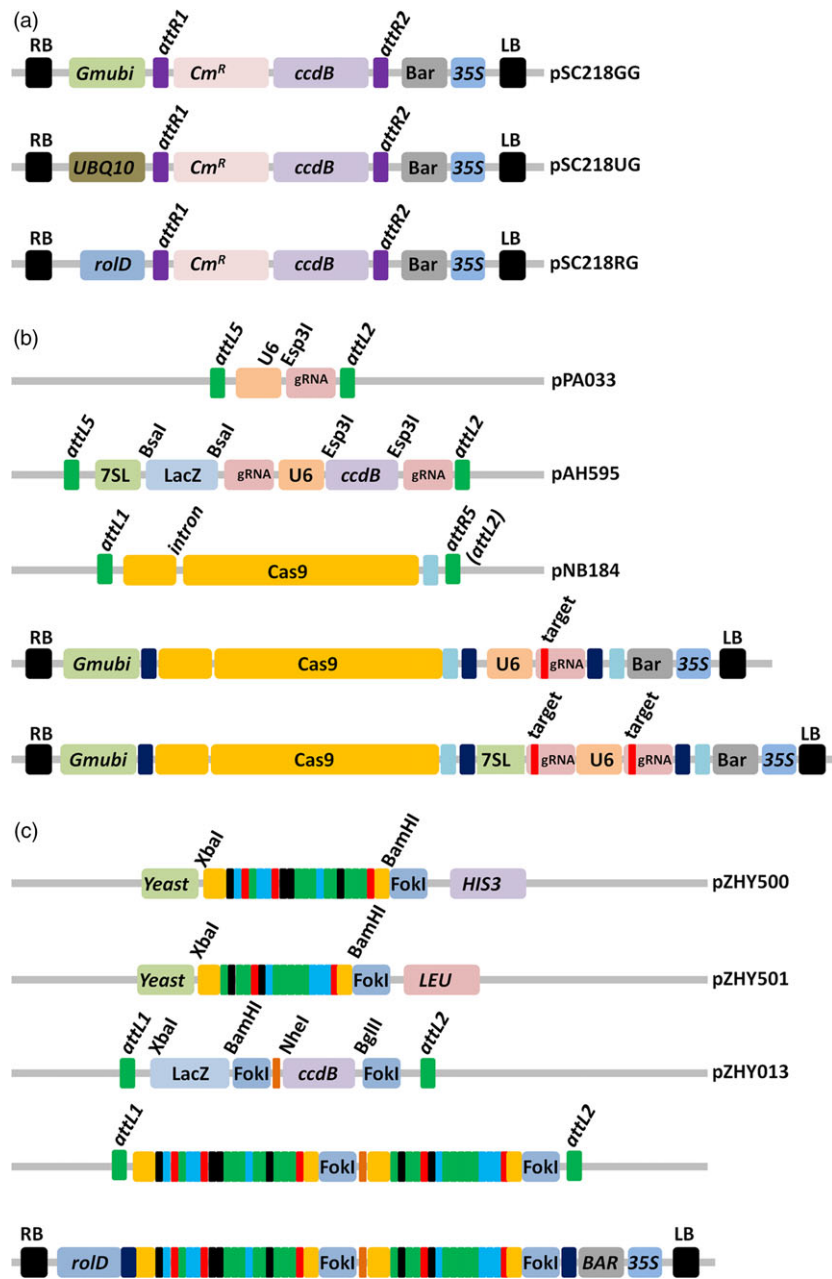 (a)
RB attR1 attR2 LB
Gmubi CmR ccdB Bar 35S pSC218GG
RB attR1 attR2 LB
UBQ10 CmR ccdB Bar 35S pSC218UG
RB attR1 attR2 LB
rolD CmR ccdB Bar 35S pSC218RG
(b)
attL5 U6 Esp3I attL2
gRNA pPA033
attL5 BsaI BsaI Esp3I Esp3I attL2
7SL LacZ gRNA U6 ccdB gRNA pAH595
attL1 intron attR5 (attL2)
Cas9 pNB184
RB target LB
Gmubi Cas9 U6 gRNA Bar 35S
RB target target LB
Gmubi Cas9 7SL gRNA U6 gRNA Bar 35S
(c)
XbaI BamHI
Yeast FokI HIS3 pZHY500
XbaI BamHI
Yeast FokI LEU pZHY501
attL1 XbaI BamHI NheI BglII attL2
LacZ FokI ccdB FokI pZHY013
attL1 attL2
FokI FokI
RB LB
rolD FokI FokI BAR 35S